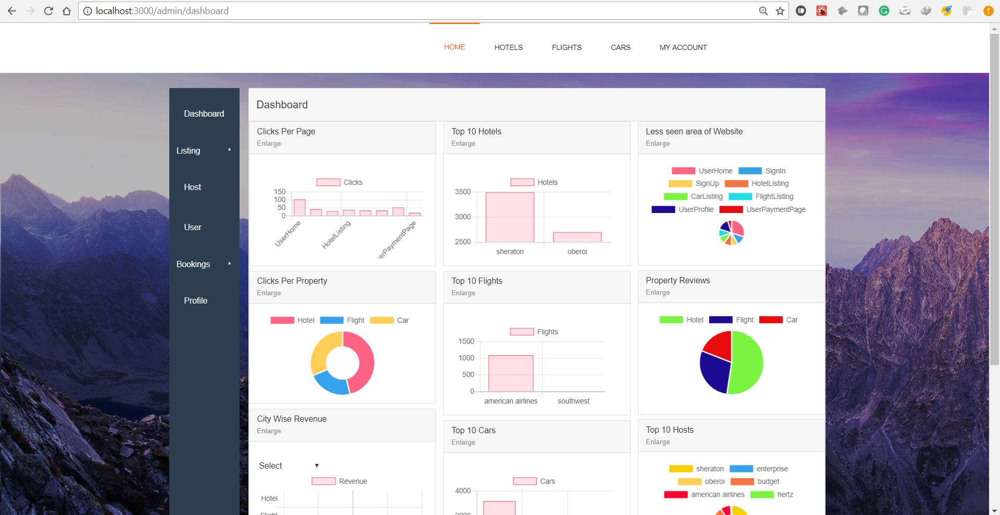 localhost:3000/admin/dashboard
HOME HOTELS FLIGHTS CARS MY ACCOUNT
Dashboard
Listing
Host
User
Bookings
Profile
Dashboard
Clicks Per Page
Enlarge
Clicks
150
100
50
0
UserHome
HotelListing
Top 10 Hotels
Enlarge
Hotels
3500
3000
2500
sheraton oberoi
Less seen area of Website
Enlarge
UserHome SignIn
SignUp HotelListing
CarListing FlightListing
UserProfile UserPaymentPage
Clicks Per Property
Enlarge
Hotel Flight Car
Top 10 Flights
Enlarge
Flights
1500
1000
500
0
american airlines southwest
Property Reviews
Enlarge
Hotel Flight Car
City Wise Revenue
Enlarge
Select
Revenue
Hotel
Top 10 Cars
Enlarge
Cars
4000
Top 10 Hosts
Enlarge
sheraton enterprise
oberoi budget
american airlines hertz